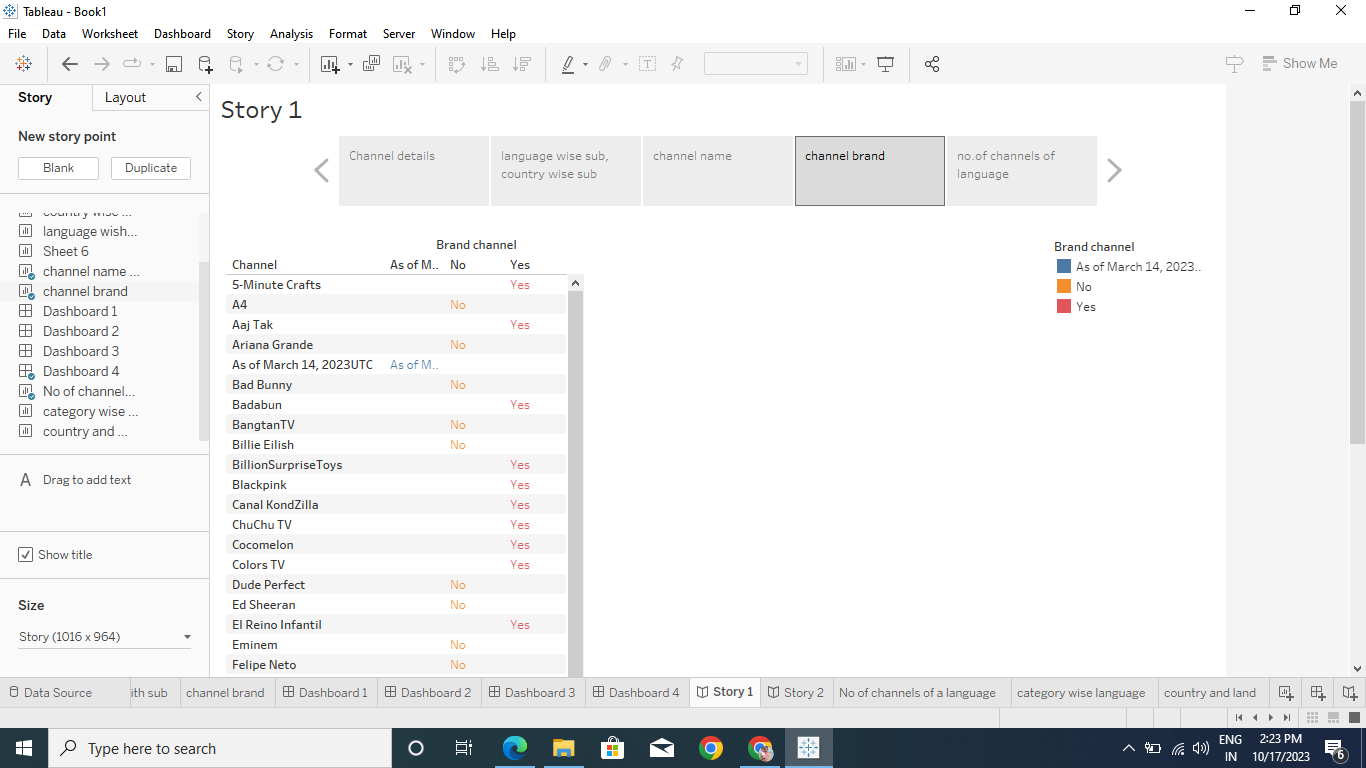 Tableau - Book1
File Data Worksheet Dashboard Story Analysis Format Server Window Help
Show Me
Story Layout
New story point
Blank Duplicate
country wise ...
language wish...
Sheet 6
channel name ...
channel brand
Dashboard 1
Dashboard 2
Dashboard 3
Dashboard 4
No of channel...
category wise ...
country and ...
A Drag to add text
Show title
Size
Story (1016 x 964)
Story 1
Channel details
language wise sub,
country wise sub
channel name
channel brand
no.of channels of
language
Brand channel
Channel As of M.. No Yes
5-Minute Crafts Yes
A4 No
Aaj Tak Yes
Ariana Grande No
As of March 14, 2023UTC As of M..
Bad Bunny No
Badabun Yes
BangtanTV No
Billie Eilish No
BillionSurpriseToys Yes
Blackpink Yes
Canal KondZilla Yes
ChuChu TV Yes
Cocomelon Yes
Colors TV Yes
Dude Perfect No
Ed Sheeran No
El Reino Infantil Yes
Eminem No
Felipe Neto No
Brand channel
As of March 14, 2023..
No
Yes
Data Source ith sub channel brand Dashboard 1 Dashboard 2 Dashboard 3 Dashboard 4 Story 1 Story 2 No of channels of a language category wise language country and land
Type here to search
ENG
IN
2:23 PM
10/17/2023
6